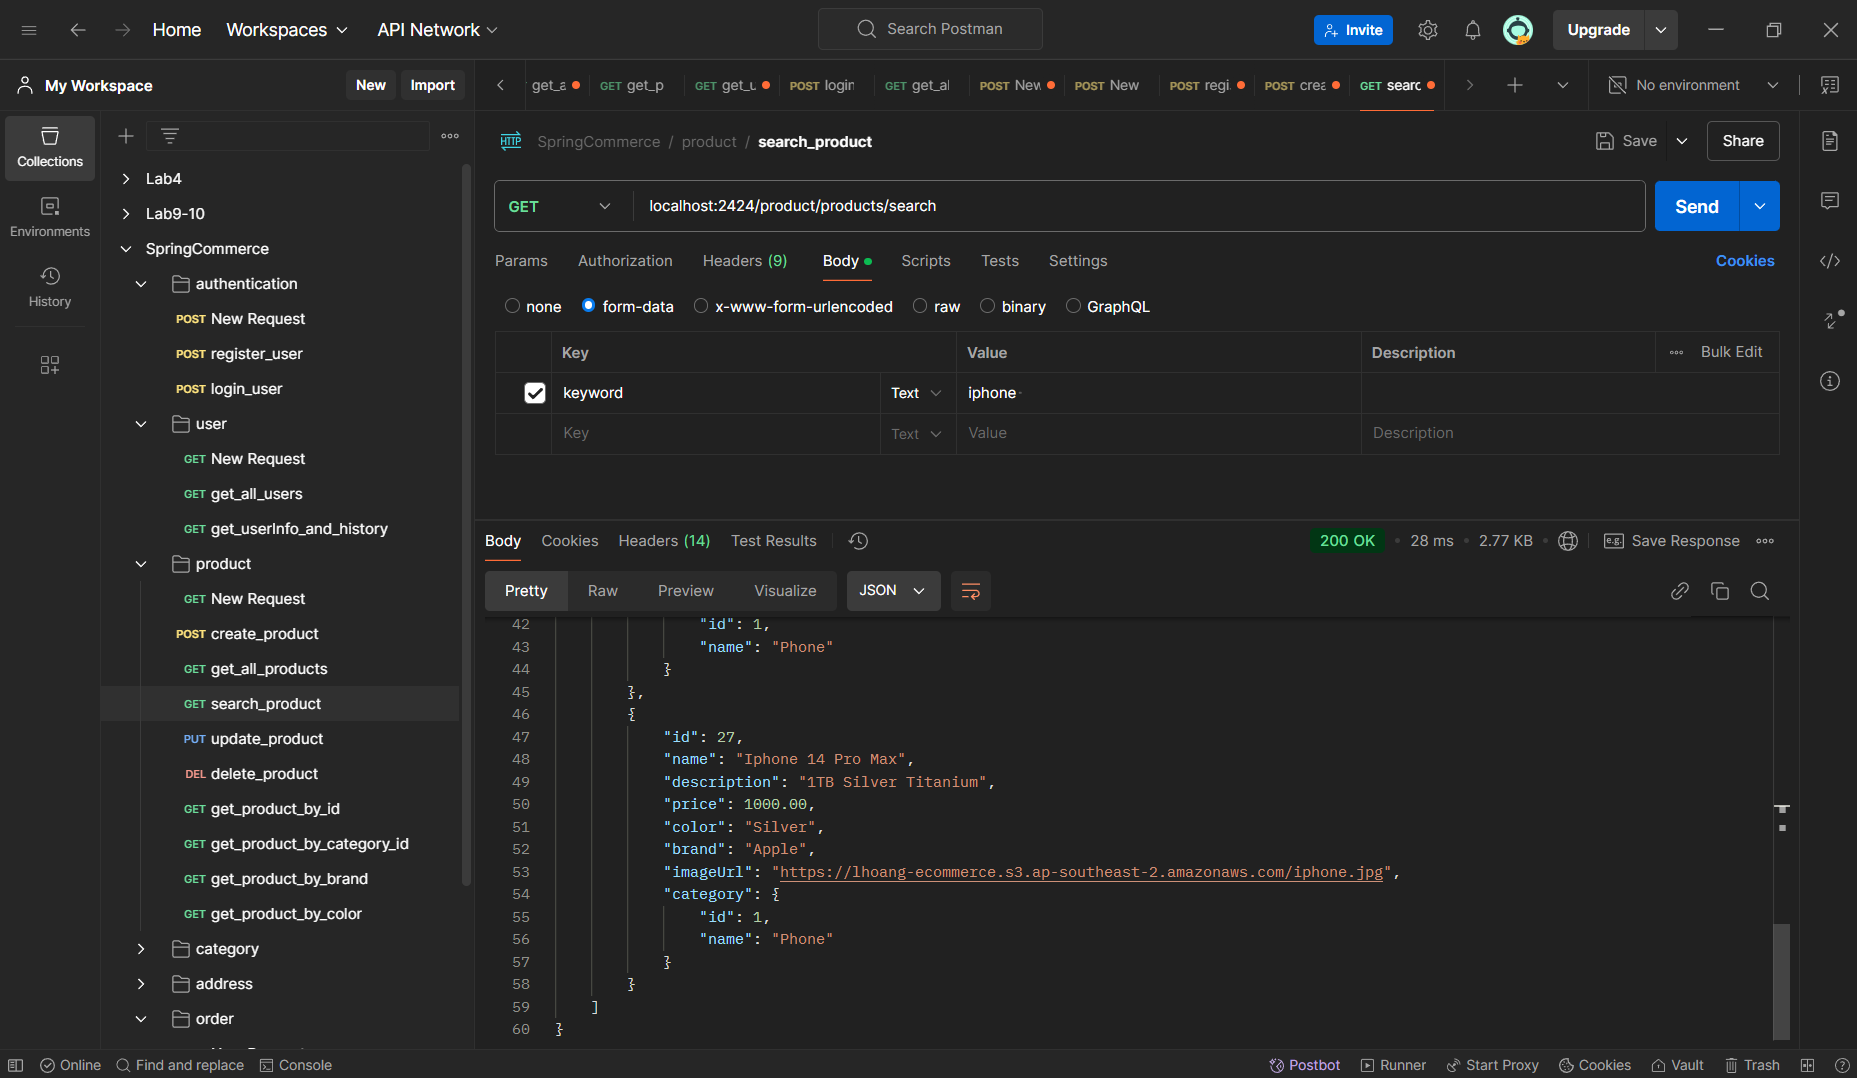 Home
Workspaces
API Network
Search Postman
Invite
Upgrade
My Workspace
New
Import
get_a
GET get_p
GET get_u
POST login
GET get_al
POST New
POST New
POST regi
POST crea
GET searc
No environment
Collections
Environments
History
Lab4
Lab9-10
SpringCommerce
authentication
POST New Request
POST register_user
POST login_user
user
GET New Request
GET get_all_users
GET get_userInfo_and_history
product
GET New Request
POST create_product
GET get_all_products
GET search_product
PUT update_product
DEL delete_product
GET get_product_by_id
GET get_product_by_category_id
GET get_product_by_brand
GET get_product_by_color
category
address
order
HTTP SpringCommerce / product / search_product
Save
Share
GET
localhost:2424/product/products/search
Send
Params
Authorization
Headers (9)
Body
Scripts
Tests
Settings
Cookies
none
form-data
x-www-form-urlencoded
raw
binary
GraphQL
Key
Value
Description
Bulk Edit
keyword
Text
iphone
Key
Text
Value
Description
Body
Cookies
Headers (14)
Test Results
200 OK
28 ms
2.77 KB
e.g. Save Response
Pretty
Raw
Preview
Visualize
JSON
42 "id": 1,
43 "name": "Phone"
44 }
45 },
46 {
47 "id": 27,
48 "name": "Iphone 14 Pro Max",
49 "description": "1TB Silver Titanium",
50 "price": 1000.00,
51 "color": "Silver",
52 "brand": "Apple",
53 "imageUrl": "https://lhoang-ecommerce.s3.ap-southeast-2.amazonaws.com/iphone.jpg",
54 "category": {
55 "id": 1,
56 "name": "Phone"
57 }
58 }
59 ]
60 }
Online
Find and replace
Console
Postbot
Runner
Start Proxy
Cookies
Vault
Trash